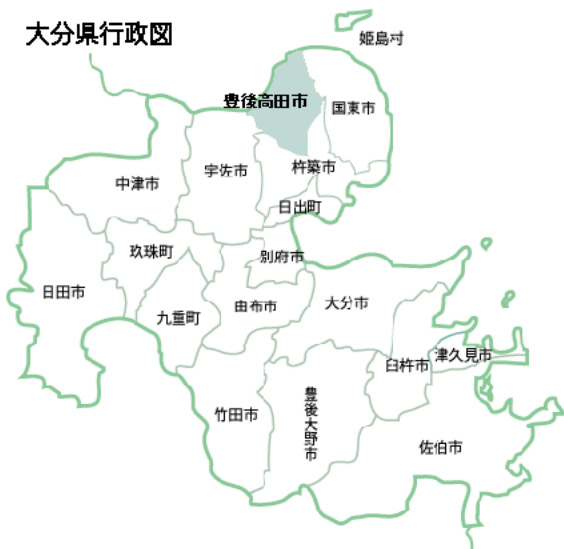 大分県行政図
姫島村
豊後高田市
国東市
中津市
宇佐市
杵築市
日出町
玖珠町
別府市
日田市
九重町
由布市
大分市
臼杵市
津久見市
竹田市
豊後大野市
佐伯市